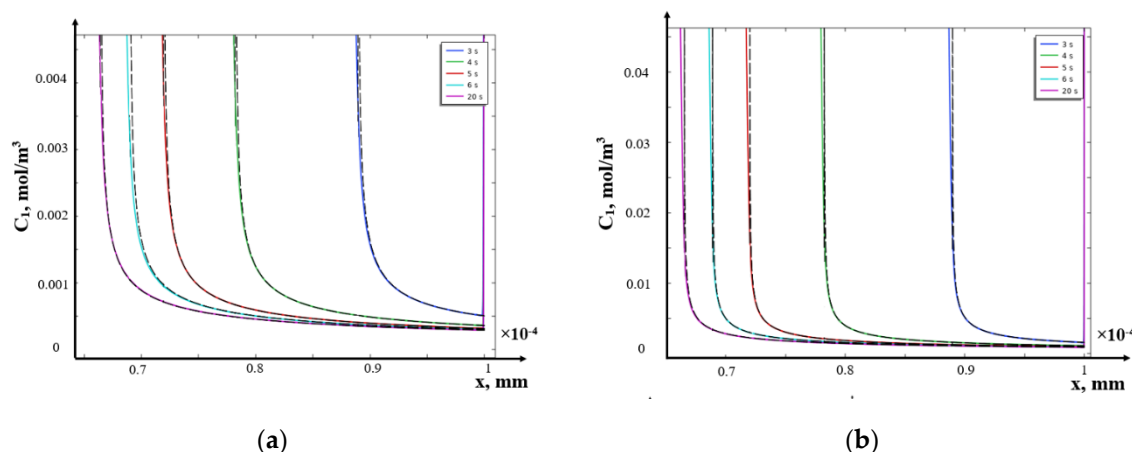 3 s
4 s
5 s
6 s
20 s
0.004
0.003
0.002
0.001
0
C₁, mol/m³
0.7
0.8
0.9
1
×10⁻⁴
x, mm
(a)
3 s
4 s
5 s
6 s
20 s
0.04
0.03
0.02
0.01
0
C₁, mol/m³
0.7
0.8
0.9
1
×10⁻⁴
x, mm
(b)